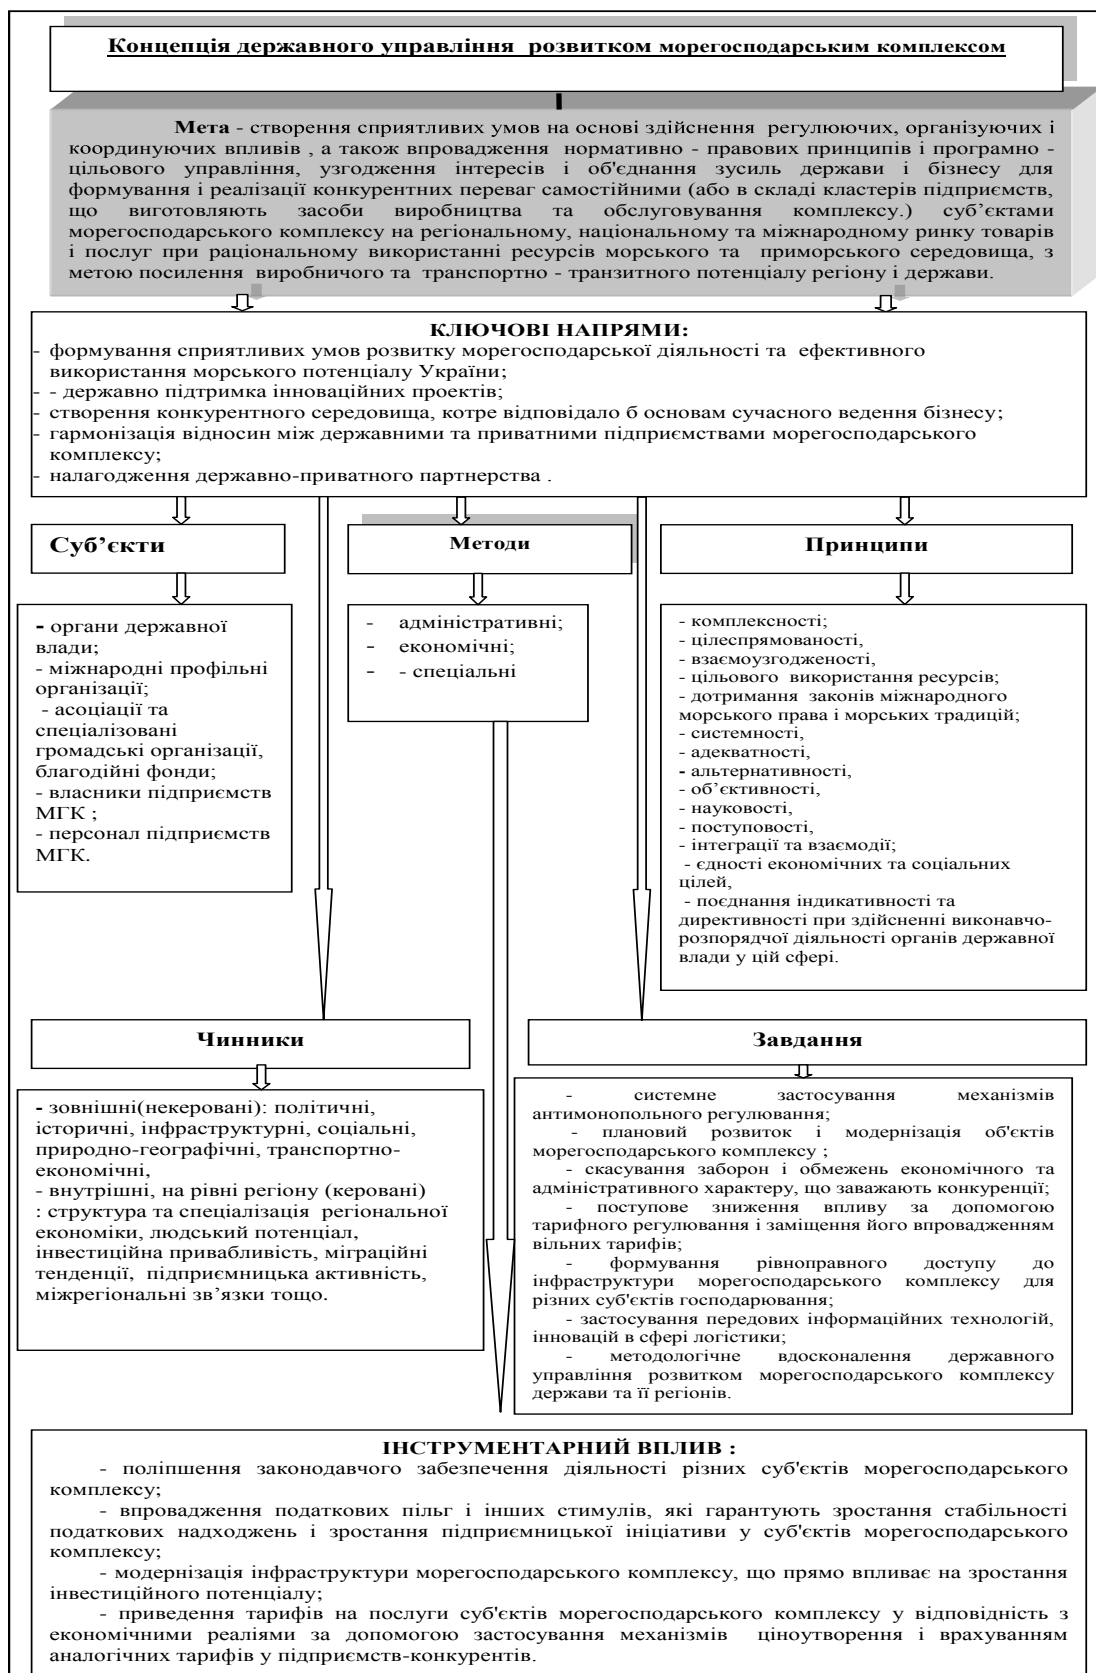 Концепція державного управління розвитком морегосподарським комплексом
Мета - створення сприятливих умов на основі здійснення регулюючих, організуючих і
координуючих впливів , а також впровадження нормативно - правових принципів і програмно -
цільового управління, узгодження інтересів і об'єднання зусиль держави і бізнесу для
формування і реалізації конкурентних переваг самостійними (або в складі кластерів підприємств,
що виготовляють засоби виробництва та обслуговування комплексу.) суб’єктами
морегосподарського комплексу на регіональному, національному та міжнародному ринку товарів
і послуг при раціональному використанні ресурсів морського та приморського середовища, з
метою посилення виробничого та транспортно - транзитного потенціалу регіону і держави.
КЛЮЧОВІ НАПРЯМИ:
- формування сприятливих умов розвитку морегосподарської діяльності та ефективного
використання морського потенціалу України;
- - державно підтримка інноваційних проектів;
- створення конкурентного середовища, котре відповідало б основам сучасного ведення бізнесу;
- гармонізація відносин між державними та приватними підприємствами морегосподарського
комплексу;
- налагодження державно-приватного партнерства .
Суб’єкти
- органи державної
влади;
- міжнародні профільні
організації;
- асоціації та
спеціалізовані
громадські організації,
благодійні фонди;
- власники підприємств
МГК ;
- персонал підприємств
МГК.
Методи
- адміністративні;
- економічні;
- - спеціальні
Принципи
- комплексності;
- цілеспрямованості,
- взаємоузгодженості,
- цільового використання ресурсів;
- дотримання законів міжнародного
морського права і морських традицій;
- системності,
- адекватності,
- альтернативності,
- об’єктивності,
- науковості,
- поступовості,
- інтеграції та взаємодії;
- єдності економічних та соціальних
цілей,
- поєднання індикативності та
директивності при здійсненні виконавчо-
розпорядчої діяльності органів державної
влади у цій сфері.
Чинники
- зовнішні(некеровані): політичні,
історичні, інфраструктурні, соціальні,
природно-географічні, транспортно-
економічні,
- внутрішні, на рівні регіону (керовані)
: структура та спеціалізація регіональної
економіки, людський потенціал,
інвестиційна привабливість, міграційні
тенденції, підприємницька активність,
міжрегіональні зв’язки тощо.
Завдання
- системне застосування механізмів
антимонопольного регулювання;
- плановий розвиток і модернізація об'єктів
морегосподарського комплексу ;
- скасування заборон і обмежень економічного та
адміністративного характеру, що заважають конкуренції;
- поступове зниження впливу за допомогою
тарифного регулювання і заміщення його впровадженням
вільних тарифів;
- формування рівноправного доступу до
інфраструктури морегосподарського комплексу для
різних суб'єктів господарювання;
- застосування передових інформаційних технологій,
інновацій в сфері логістики;
- методологічне вдосконалення державного
управління розвитком морегосподарського комплексу
держави та її регіонів.
ІНСТРУМЕНТАРНИЙ ВПЛИВ :
- поліпшення законодавчого забезпечення діяльності різних суб'єктів морегосподарського
комплексу;
- впровадження податкових пільг і інших стимулів, які гарантують зростання стабільності
податкових надходжень і зростання підприємницької ініціативи у суб'єктів морегосподарського
комплексу;
- модернізація інфраструктури морегосподарського комплексу, що прямо впливає на зростання
інвестиційного потенціалу;
- приведення тарифів на послуги суб'єктів морегосподарського комплексу у відповідність з
економічними реаліями за допомогою застосування механізмів ціноутворення і врахуванням
аналогічних тарифів у підприємств-конкурентів.